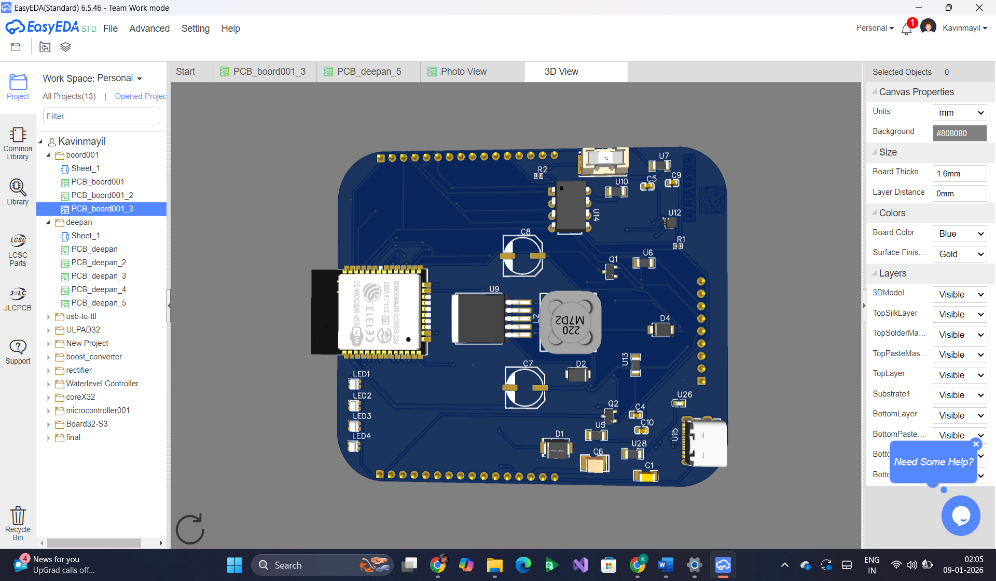 EasyEDA(Standard) 6.5.46 - Team Work mode
EasyEDA STD File Advanced Setting Help
Personal 1 Kavinmayil
Start PCB_boord001_3 PCB_deepan_5 Photo View 3D View
Project
Common Library
Library
LCSC
LCSC Parts
JLCPCB
Support
Recycle Bin
Work Space: Personal
All Projects(13) | Opened Projec
Filter
Kavinmayil
boord001
Sheet_1
PCB_boord001
PCB_boord001_2
PCB_boord001_3
deepan
Sheet_1
PCB_deepan
PCB_deepan_2
PCB_deepan_3
PCB_deepan_4
PCB_deepan_5
usb-to-ttl
ULPAD32
New Project
boost_converter
rectifier
Waterlevel Controller
coreX32
microcontroller001
Board32-S3
final
R2
U7
U10
C5
C9
U14
U12
R1
C8
Q1
U6
ESP-WROOM-32
CE1313
211-161007
U9
L2
220
M7D2
D4
U13
C7
D2
LED1
LED2
LED3
LED4
Q2
C4
C10
U5
U26
U15
D1
C6
U28
C1
Selected Objects 0
Canvas Properties
Units mm
Background #808080
Size
Board Thickn... 1.6mm
Layer Distance 0mm
Colors
Board Color Blue
Surface Finis... Gold
Layers
3DModel Visible
TopSilkLayer Visible
TopSolderMa... Visible
TopPasteMas... Visible
TopLayer Visible
Substrate1 Visible
BottomLayer Visible
BottomPaste... Visible
Need Some Help?
4
News for you
UpGrad calls off...
Search
ENG
IN
02:05
09-01-2026